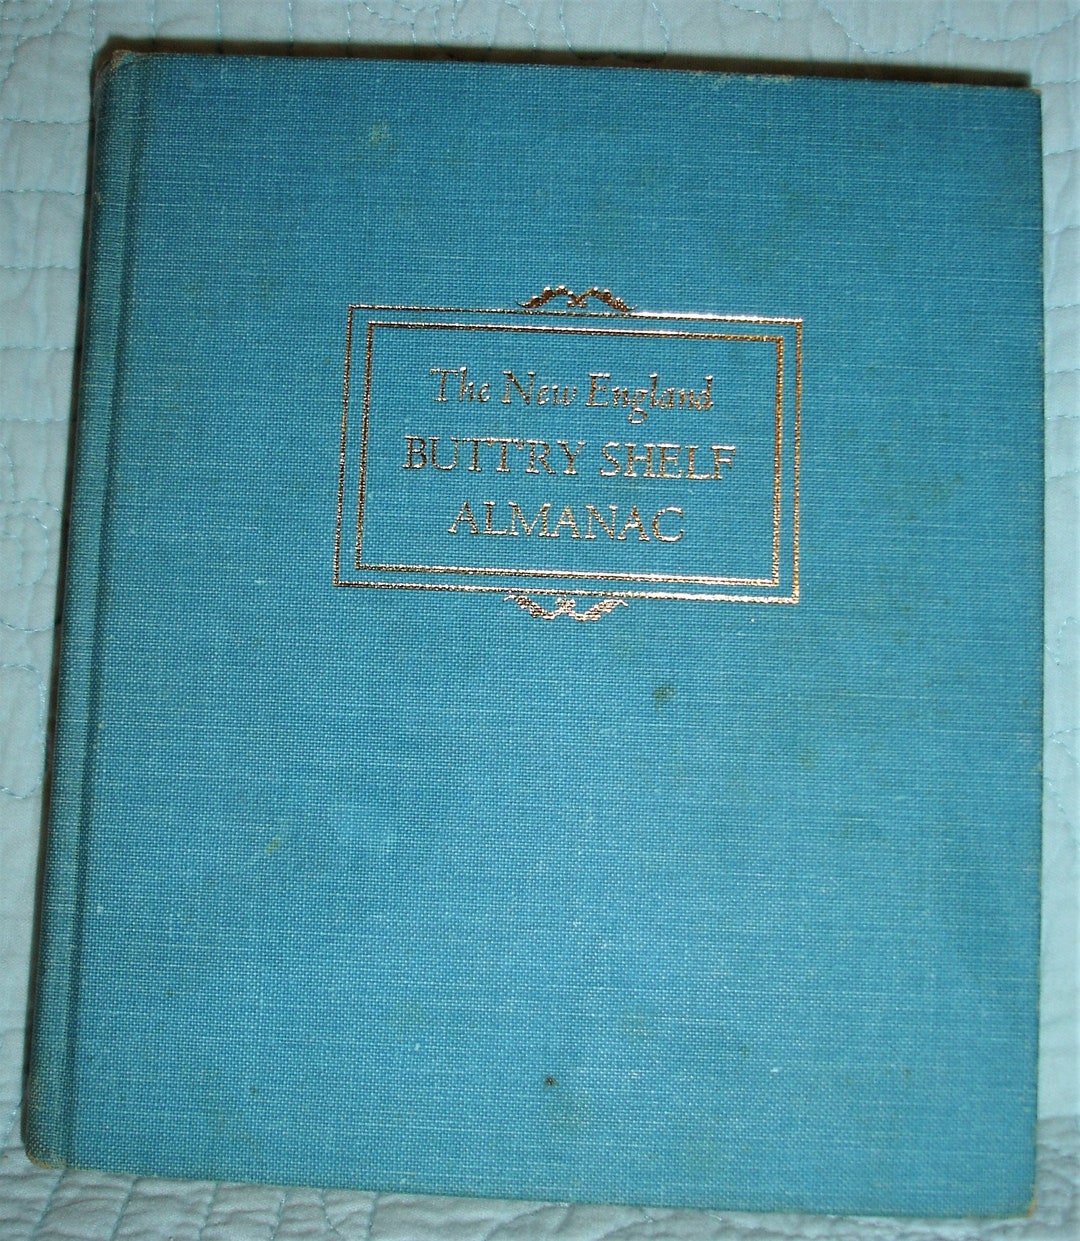 The New England
BUTT'RY SHELF
ALMANAC